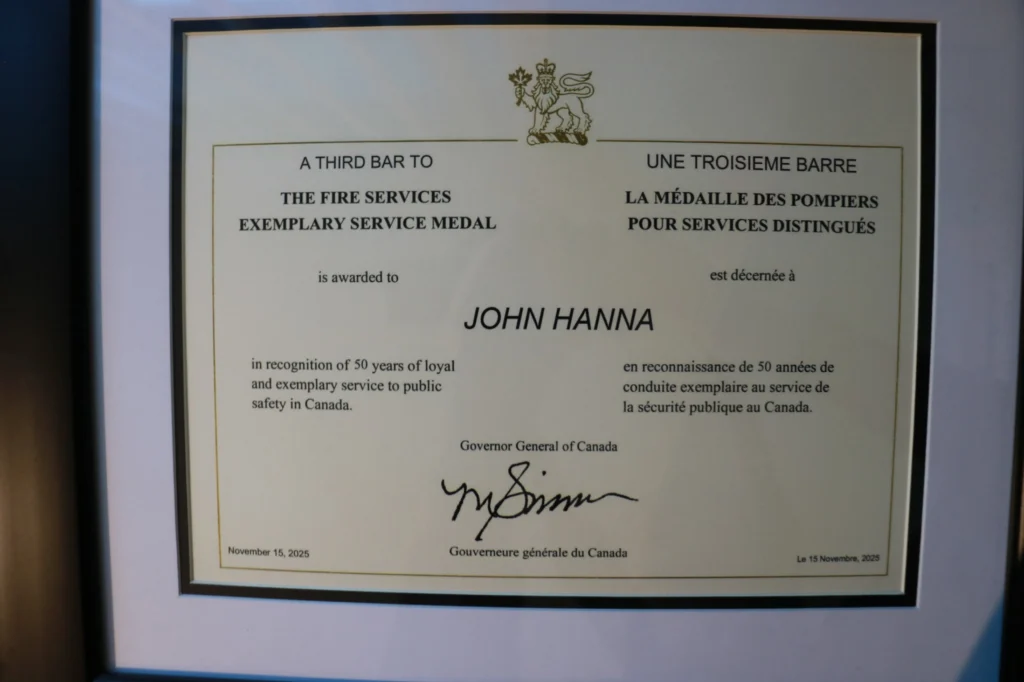 A THIRD BAR TO
THE FIRE SERVICES
EXEMPLARY SERVICE MEDAL
is awarded to
UNE TROISIEME BARRE
LA MÉDAILLE DES POMPIERS
POUR SERVICES DISTINGUÉS
est décernée à
JOHN HANNA
in recognition of 50 years of loyal
and exemplary service to public
safety in Canada.
en reconnaissance de 50 années de
conduite exemplaire au service de
la sécurité publique au Canada.
Governor General of Canada
Gouverneure générale du Canada
November 15, 2025
Le 15 Novembre, 2025